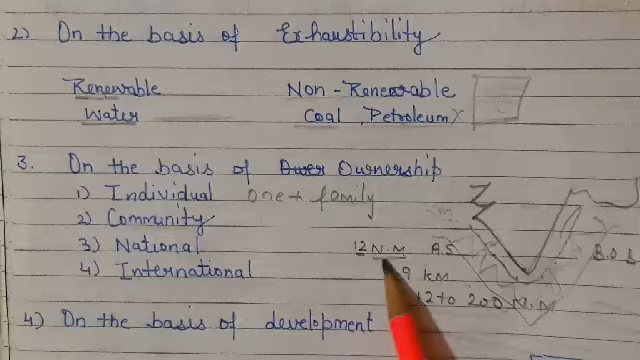 2) On the basis of Exhaustibility
Renewable Non-Renewable
Water Coal, Petroleum X
3. On the basis of Ower Ownership
1) Individual one + family
2) Community
3) National 12 N.M A.S B.O.B
4) International 9 KM
12 to 200 N.M
4) On the basis of development